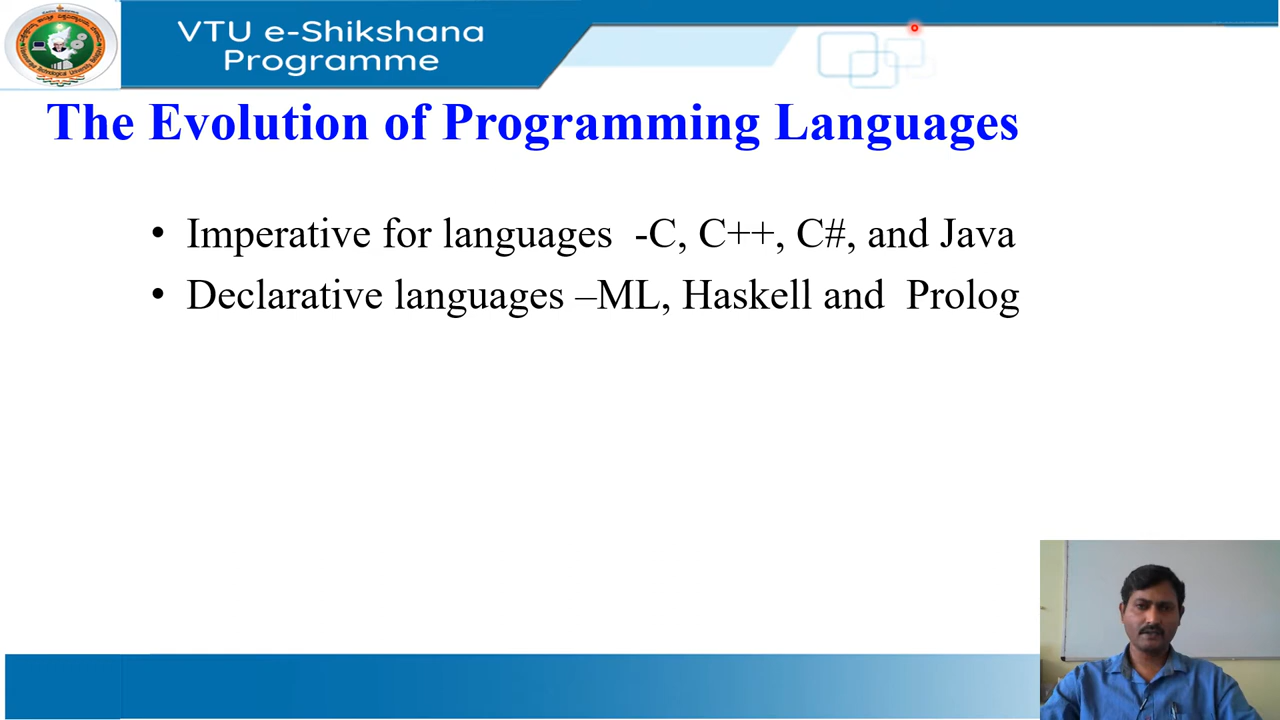 VTU e-Shikshana
Programme
The Evolution of Programming Languages
• Imperative for languages -C, C++, C#, and Java
• Declarative languages –ML, Haskell and Prolog